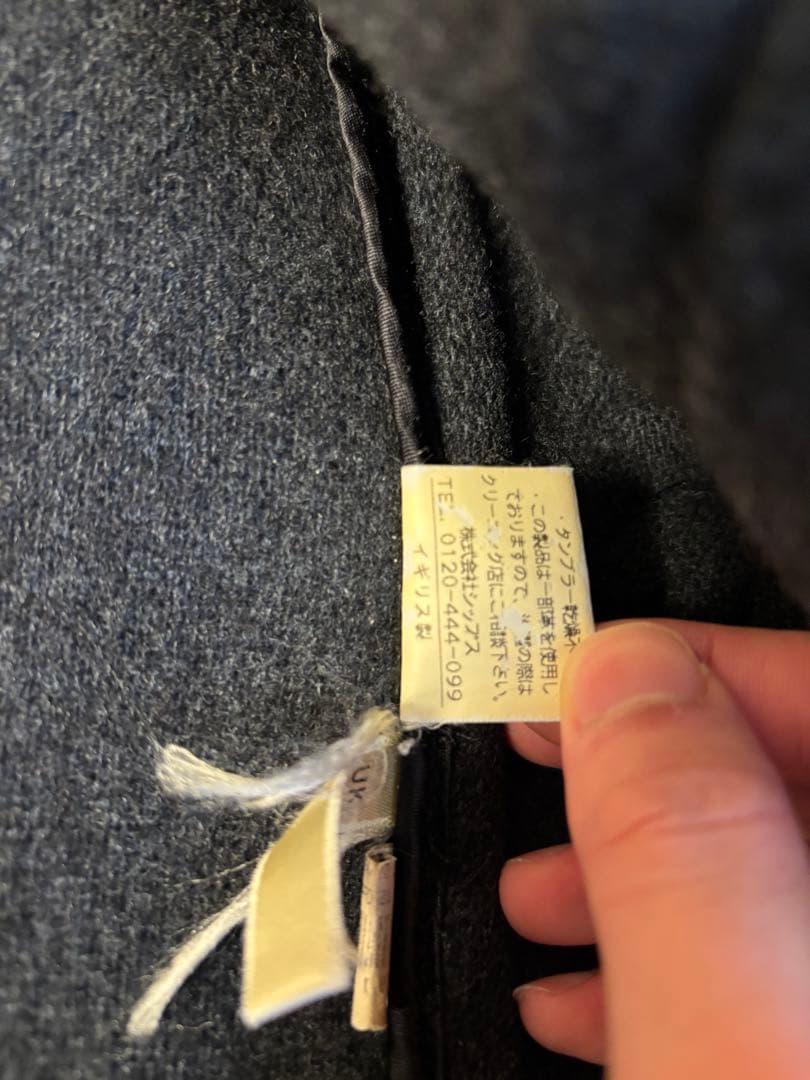 ・タンブラー乾燥不
・この製品は一部革を使用し
ておりますので、の際は
クリーニング店にご相談下さい。
株式会社シップス
TEL. 0120-444-099
イギリス製
UK